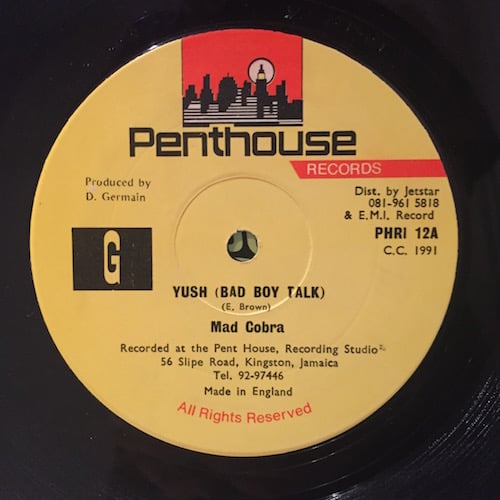 Penthouse
RECORDS
Produced by
D. Germain
Dist. by Jetstar
081-961 5818
& E.M.I. Record
PHRI 12A
C.C. 1991
G
YUSH (BAD BOY TALK)
(E. Brown)
Mad Cobra
Recorded at the Pent House, Recording Studio
56 Slipe Road, Kingston, Jamaica
Tel. 92-97446
Made in England
All Rights Reserved